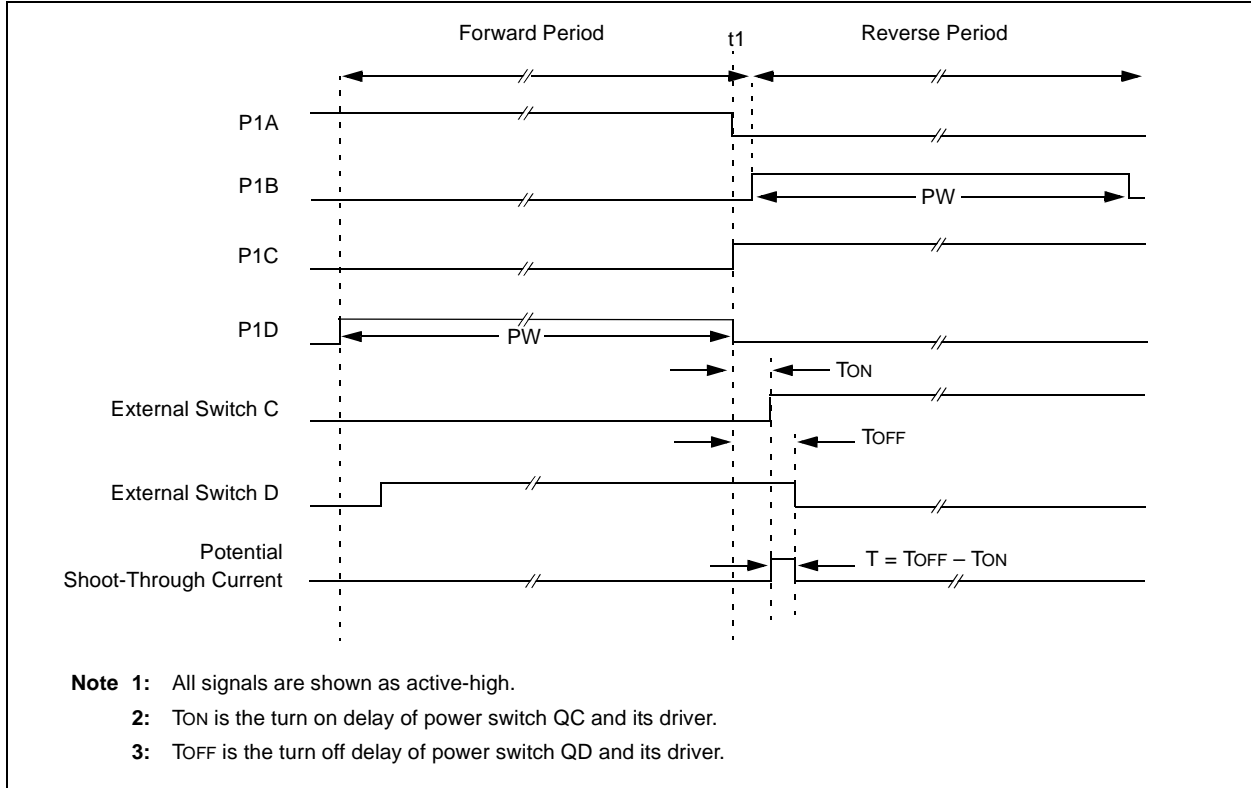 Forward Period
t1
Reverse Period
P1A
P1B
PW
P1C
P1D
PW
TON
External Switch C
TOFF
External Switch D
Potential
Shoot-Through Current
T = TOFF – TON
Note 1: All signals are shown as active-high.
2: TON is the turn on delay of power switch QC and its driver.
3: TOFF is the turn off delay of power switch QD and its driver.